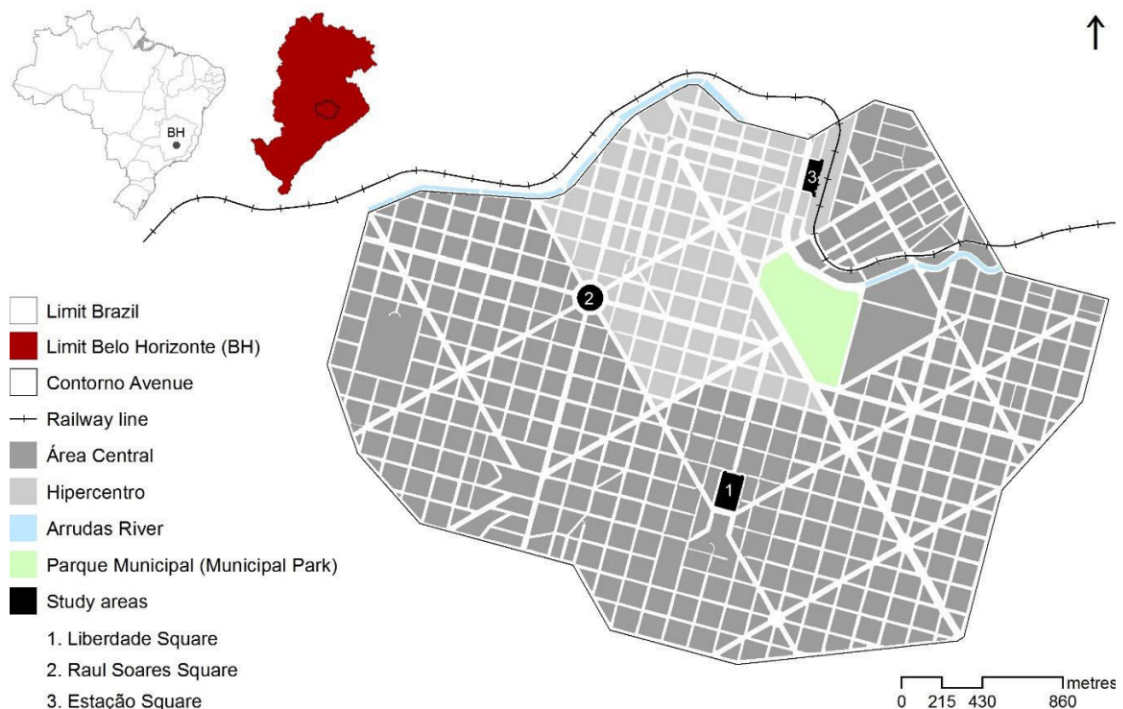 BH
3
2
1
Limit Brazil
Limit Belo Horizonte (BH)
Contorno Avenue
Railway line
Área Central
Hipercentro
Arrudas River
Parque Municipal (Municipal Park)
Study areas
1. Liberdade Square
2. Raul Soares Square
3. Estação Square
metres
0 215 430 860